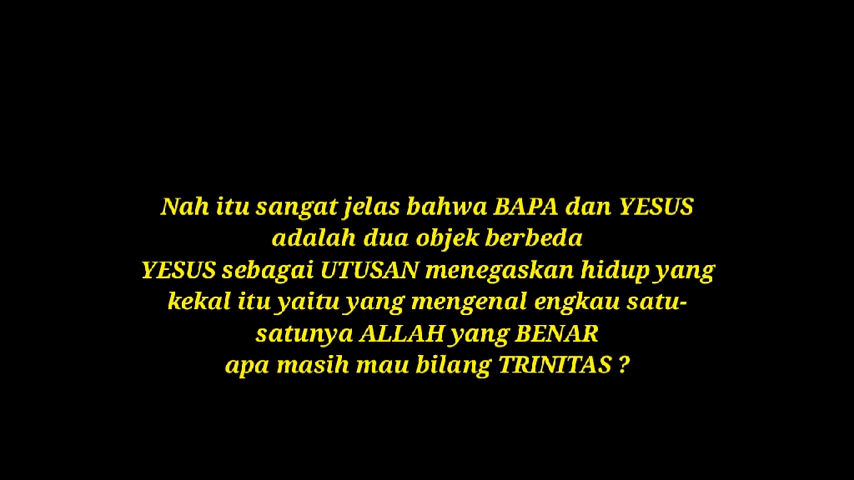 Nah itu sangat jelas bahwa BAPA dan YESUS
adalah dua objek berbeda
YESUS sebagai UTUSAN menegaskan hidup yang
kekal itu yaitu yang mengenal engkau satu-
satunya ALLAH yang BENAR
apa masih mau bilang TRINITAS ?